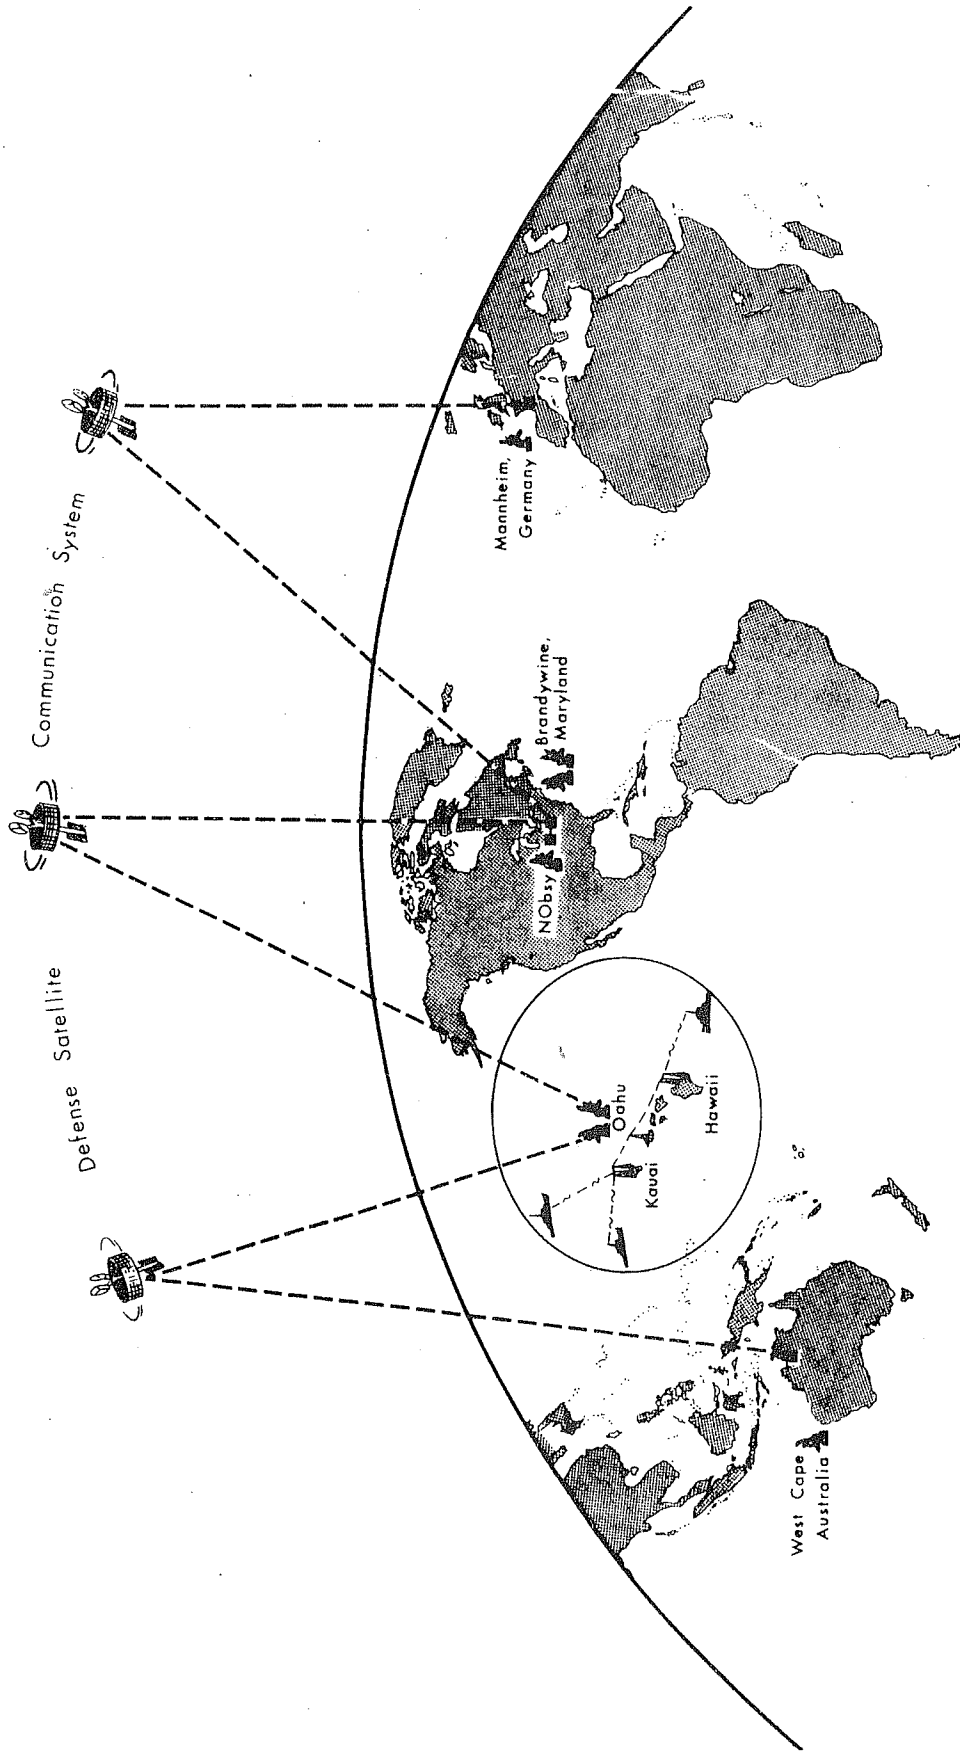 Defense Satellite Communication System
West Cape
Australia
Kauai
Oahu
Hawaii
NObsy
Brandywine,
Maryland
Mannheim,
Germany